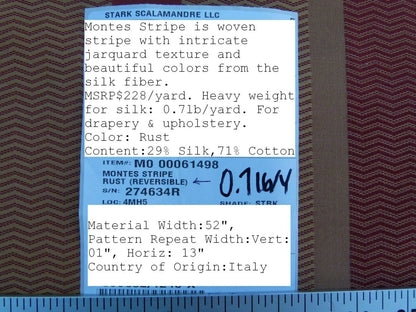 STARK SCALAMANDRE LLC
Montes Stripe is woven
stripe with intricate
jarquard texture and
beautiful colors from the
silk fiber.
MSRP$228/yard. Heavy weight
for silk: 0.7lb/yard. For
drapery & upholstery.
Color: Rust
Content:29% Silk,71% Cotton
ITEM#: M0 00061498
MONTES STRIPE
RUST (REVERSIBLE) ← 0.7lb/Y
S/N: 274634R
LOC: 4MH5 SHADE: STRK
Material Width:52",
Pattern Repeat Width:Vert:
01", Horiz: 13"
Country of Origin:Italy